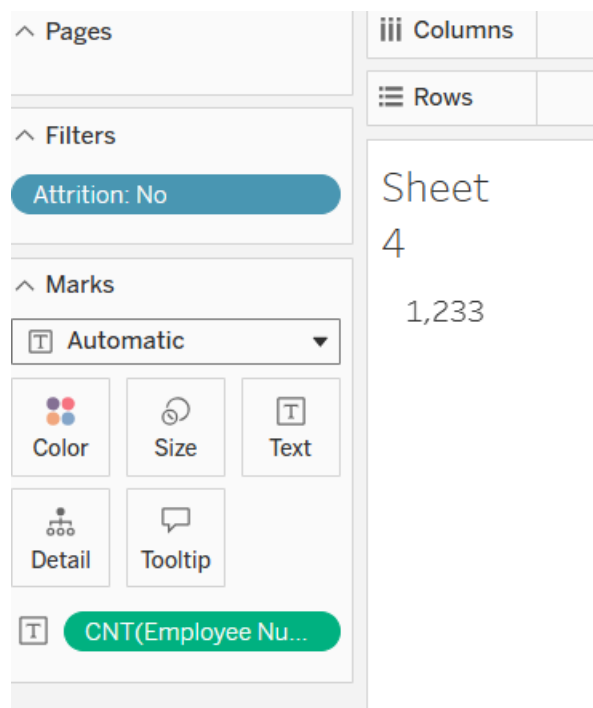 Pages
Filters
Attrition: No
Marks
T Automatic
Color Size T Text
Detail Tooltip
T CNT(Employee Nu...
Columns
Rows
Sheet
4
1,233